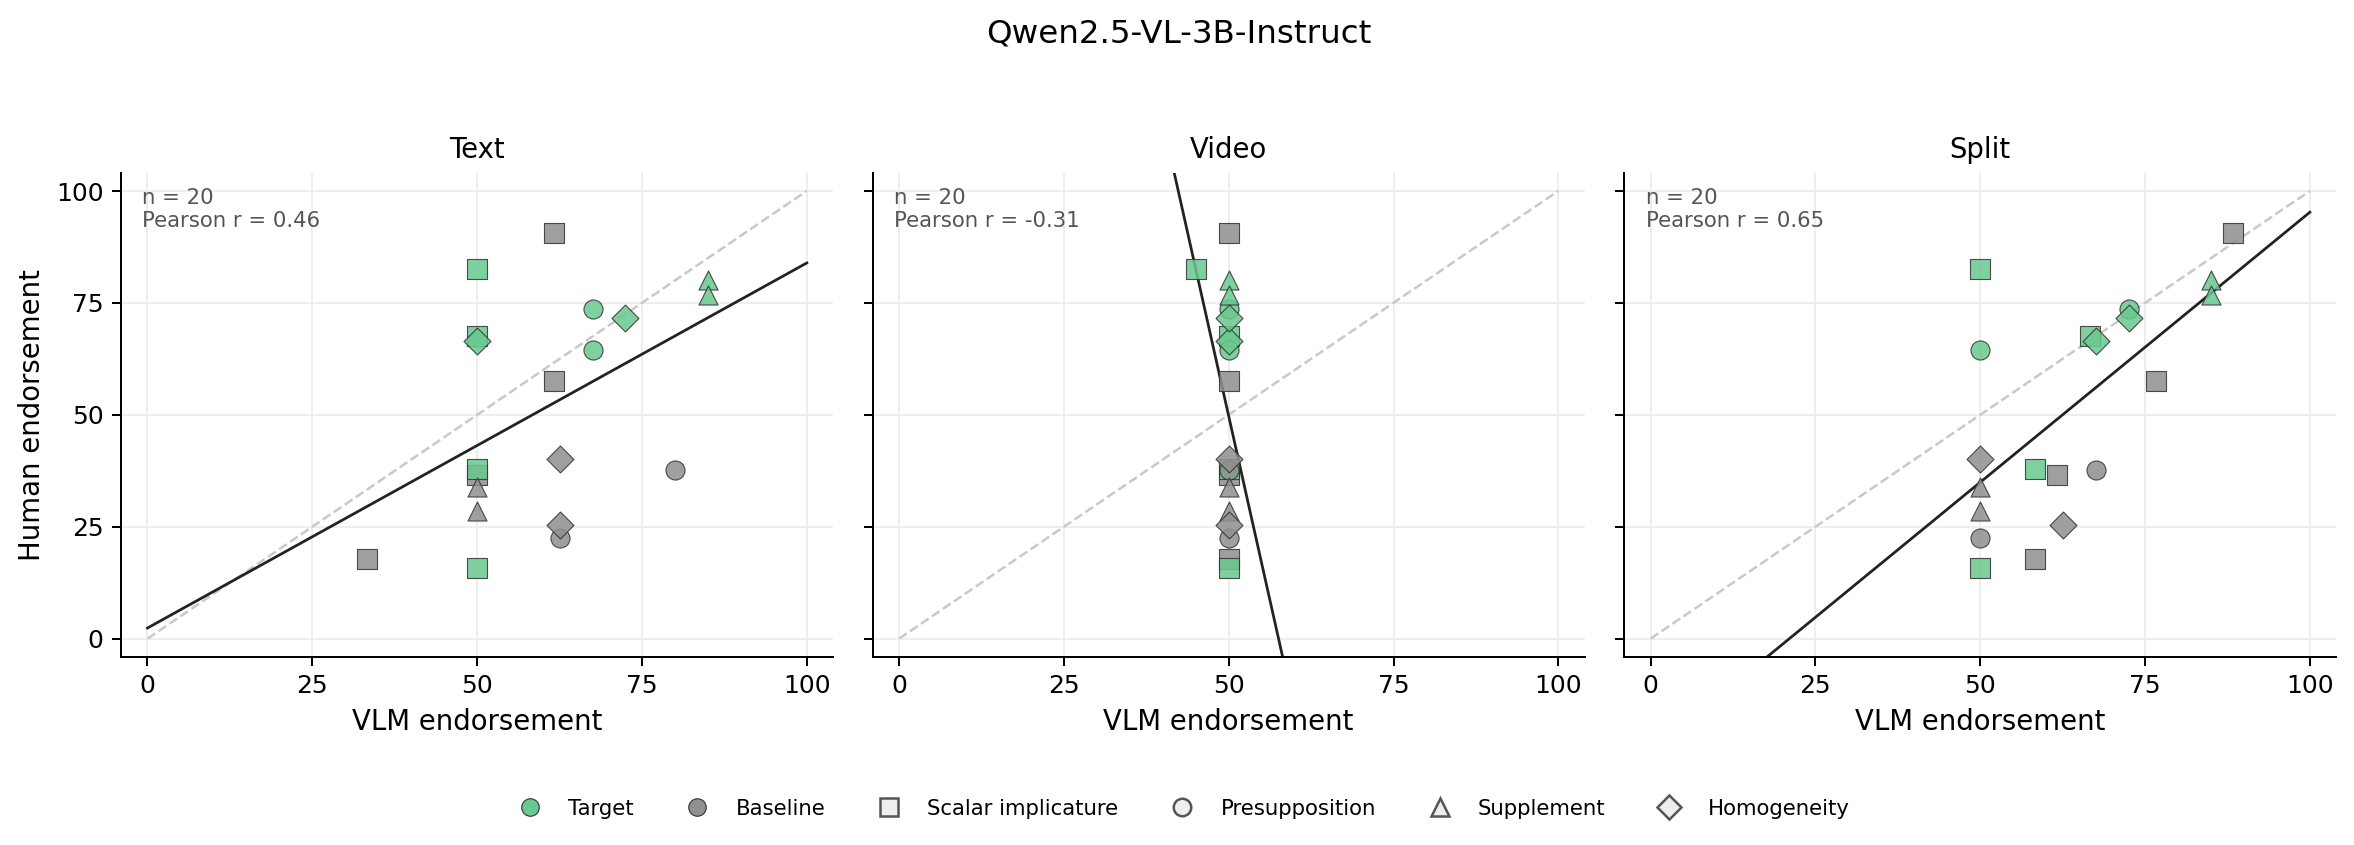 Qwen2.5-VL-3B-Instruct
Text
n = 20
Pearson r = 0.46
Human endorsement
100
75
50
25
0
0 25 50 75 100
VLM endorsement
Video
n = 20
Pearson r = -0.31
0 25 50 75 100
VLM endorsement
Split
n = 20
Pearson r = 0.65
0 25 50 75 100
VLM endorsement
Target Baseline Scalar implicature Presupposition Supplement Homogeneity